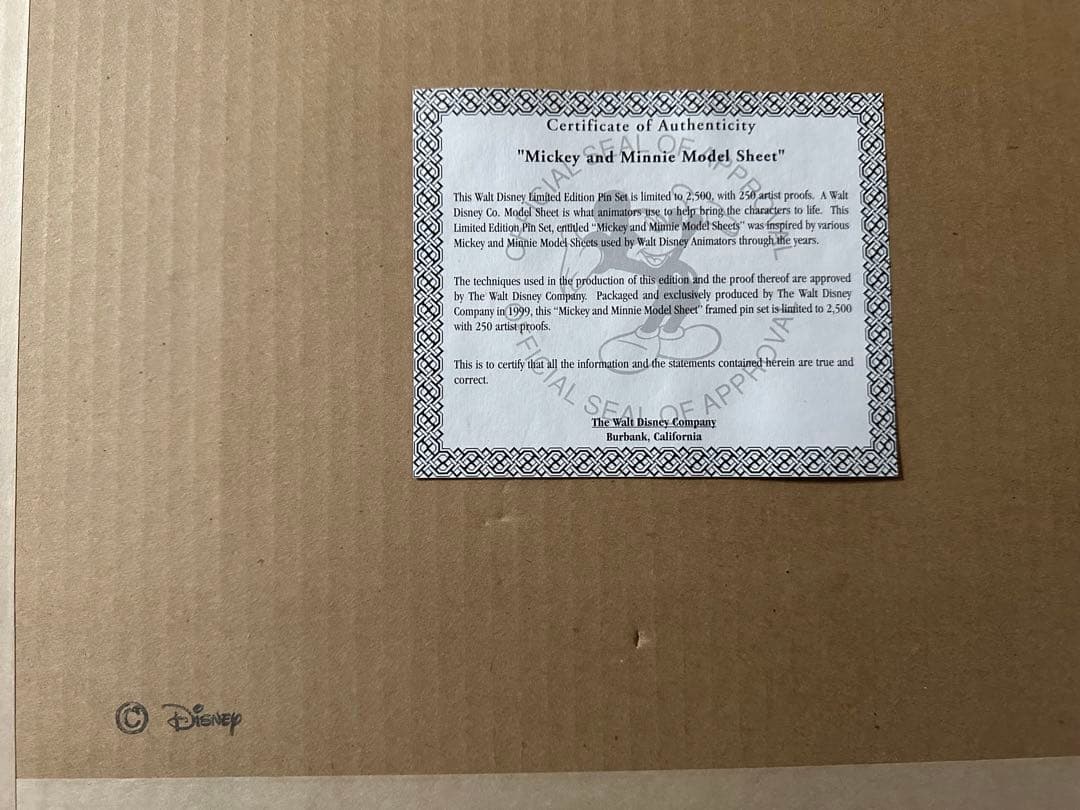 Certificate of Authenticity
"Mickey and Minnie Model Sheet"
This Walt Disney Limited Edition Pin Set is limited to 2,500, with 250 artist proofs. A Walt
Disney Co. Model Sheet is what animators use to help bring the characters to life. This
Limited Edition Pin Set, entitled “Mickey and Minnie Model Sheets” was inspired by various
Mickey and Minnie Model Sheets used by Walt Disney Animators through the years.
The techniques used in the production of this edition and the proof thereof are approved
by The Walt Disney Company. Packaged and exclusively produced by The Walt Disney
Company in 1999, this “Mickey and Minnie Model Sheet” framed pin set is limited to 2,500
with 250 artist proofs.
This is to certify that all the information and the statements contained herein are true and
correct.
The Walt Disney Company
Burbank, California
OFFICIAL SEAL OF APPROVAL
OFFICIAL SEAL OF APPROVAL
© Disney